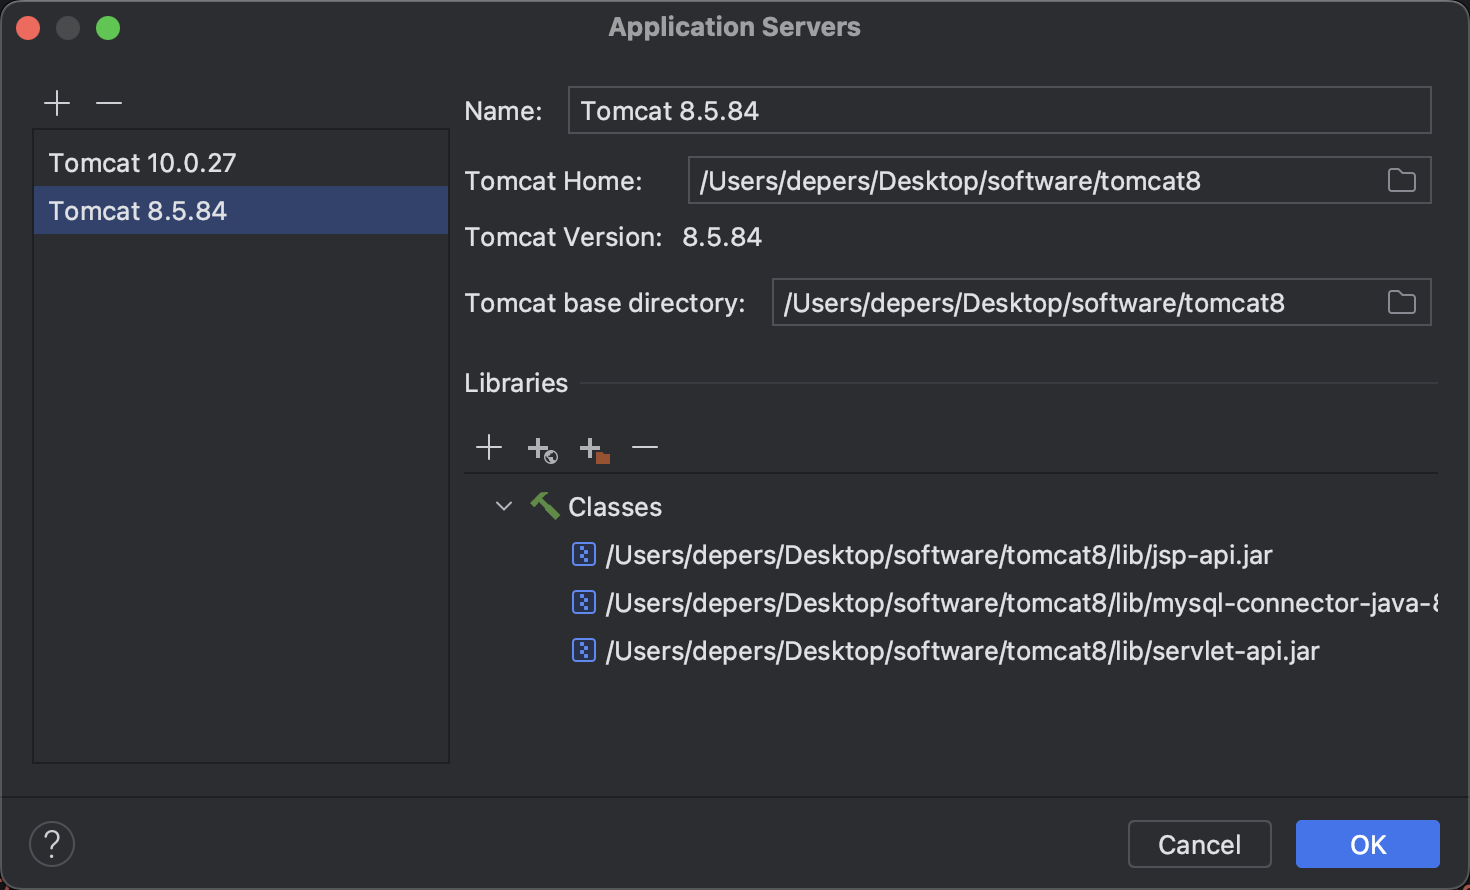 Application Servers
Tomcat 10.0.27
Tomcat 8.5.84
Name: Tomcat 8.5.84
Tomcat Home: /Users/depers/Desktop/software/tomcat8
Tomcat Version: 8.5.84
Tomcat base directory: /Users/depers/Desktop/software/tomcat8
Libraries
Classes
/Users/depers/Desktop/software/tomcat8/lib/jsp-api.jar
/Users/depers/Desktop/software/tomcat8/lib/mysql-connector-java-8
/Users/depers/Desktop/software/tomcat8/lib/servlet-api.jar
?
Cancel
OK